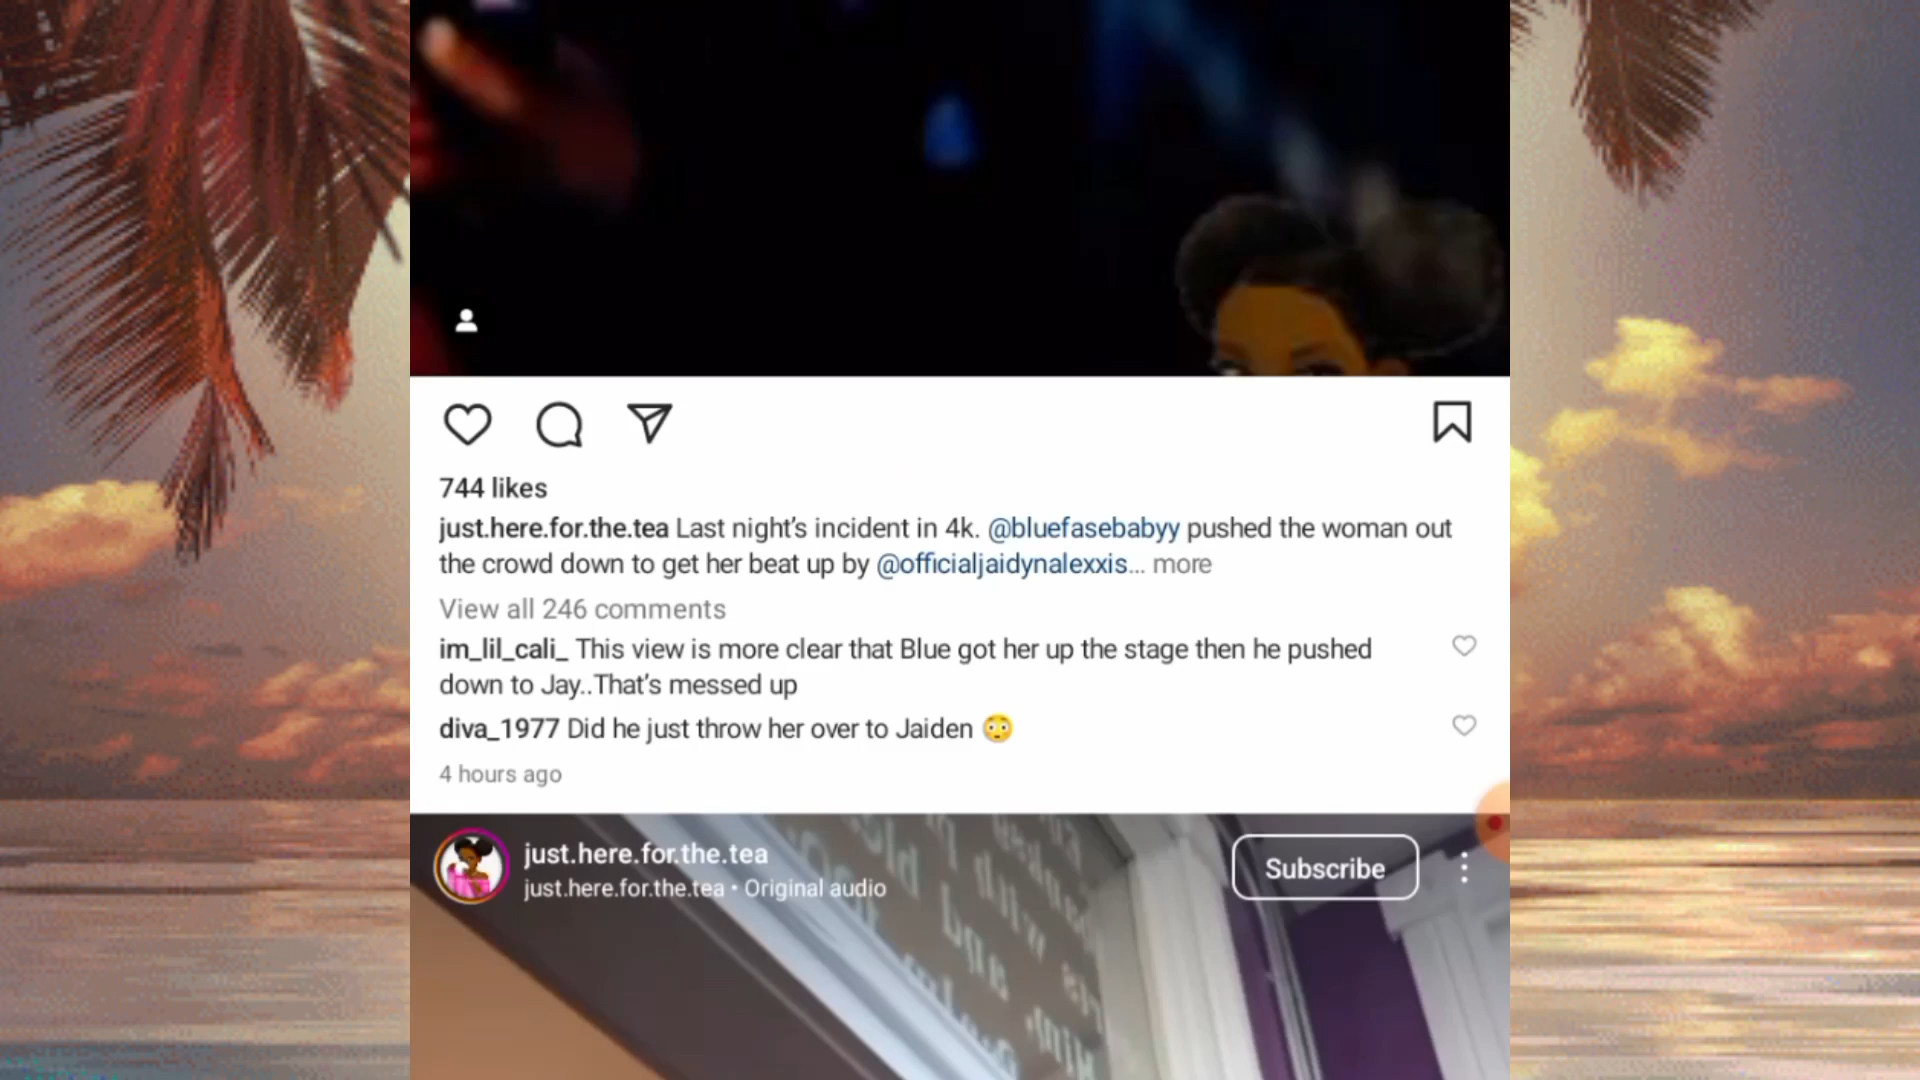 744 likes
just.here.for.the.tea Last night's incident in 4k. @bluefasebabyy pushed the woman out
the crowd down to get her beat up by @officialjaidynalexxis... more
View all 246 comments
im_lil_cali_ This view is more clear that Blue got her up the stage then he pushed
down to Jay..That's messed up
diva_1977 Did he just throw her over to Jaiden 😳
4 hours ago
just.here.for.the.tea
just.here.for.the.tea • Original audio
Subscribe